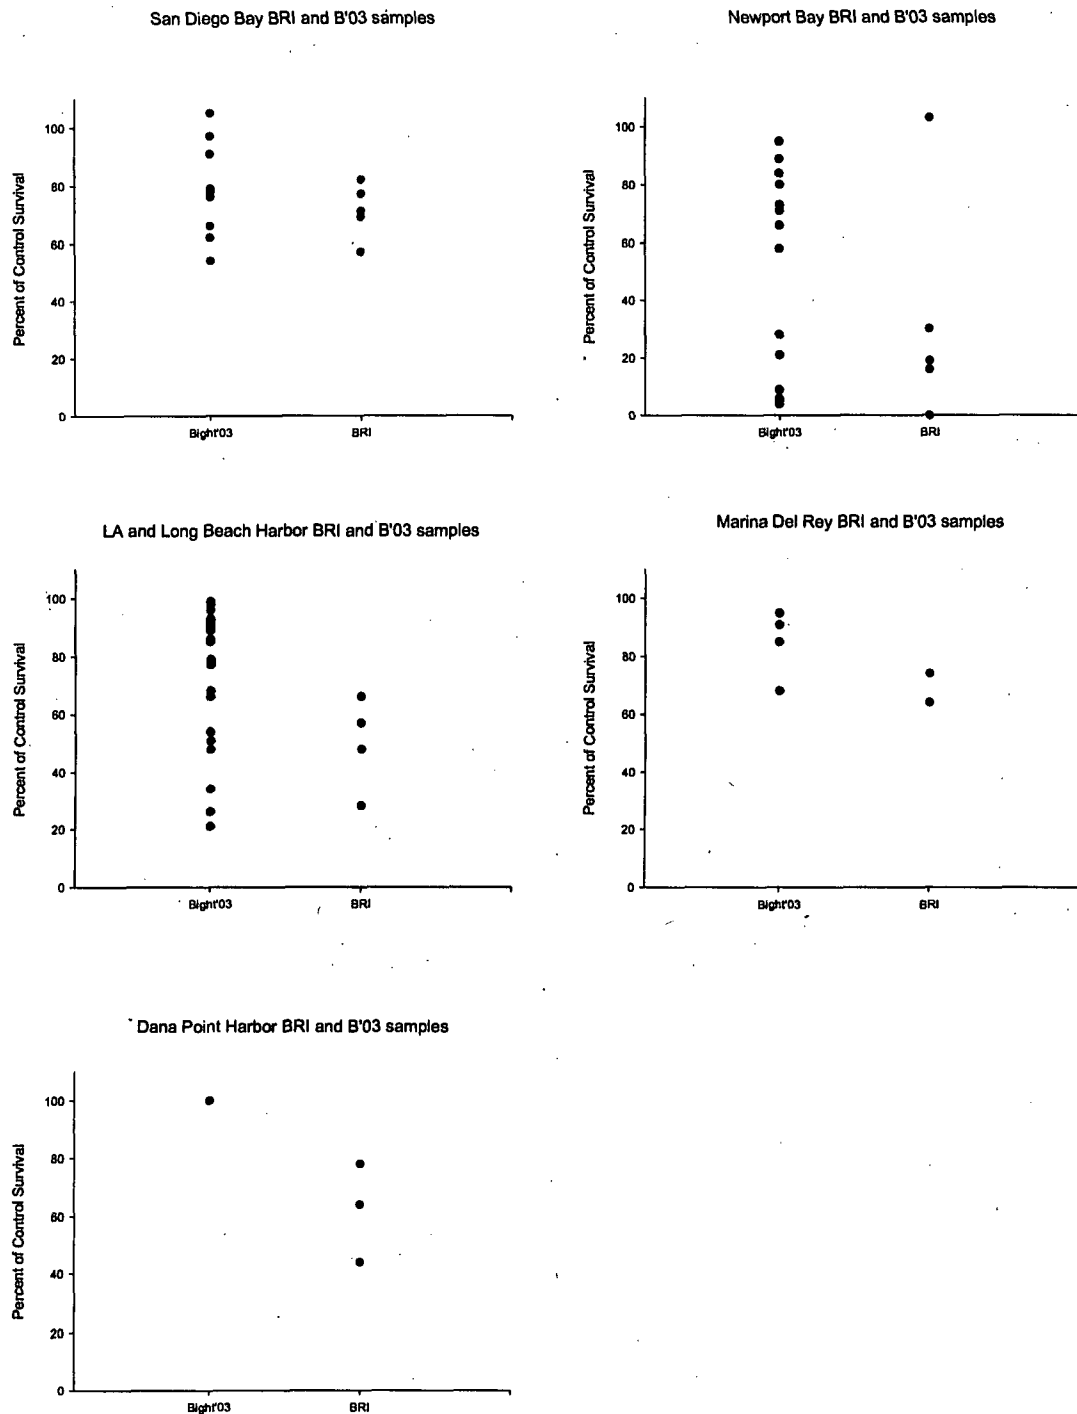 San Diego Bay BRI and B'03 samples
Percent of Control Survival
100
80
60
40
20
0
Bight'03 BRI
Newport Bay BRI and B'03 samples
Percent of Control Survival
100
80
60
40
20
0
Bight'03 BRI
LA and Long Beach Harbor BRI and B'03 samples
Percent of Control Survival
100
80
60
40
20
0
Bight'03 BRI
Marina Del Rey BRI and B'03 samples
Percent of Control Survival
100
80
60
40
20
0
Bight'03 BRI
Dana Point Harbor BRI and B'03 samples
Percent of Control Survival
100
80
60
40
20
0
Bight'03 BRI